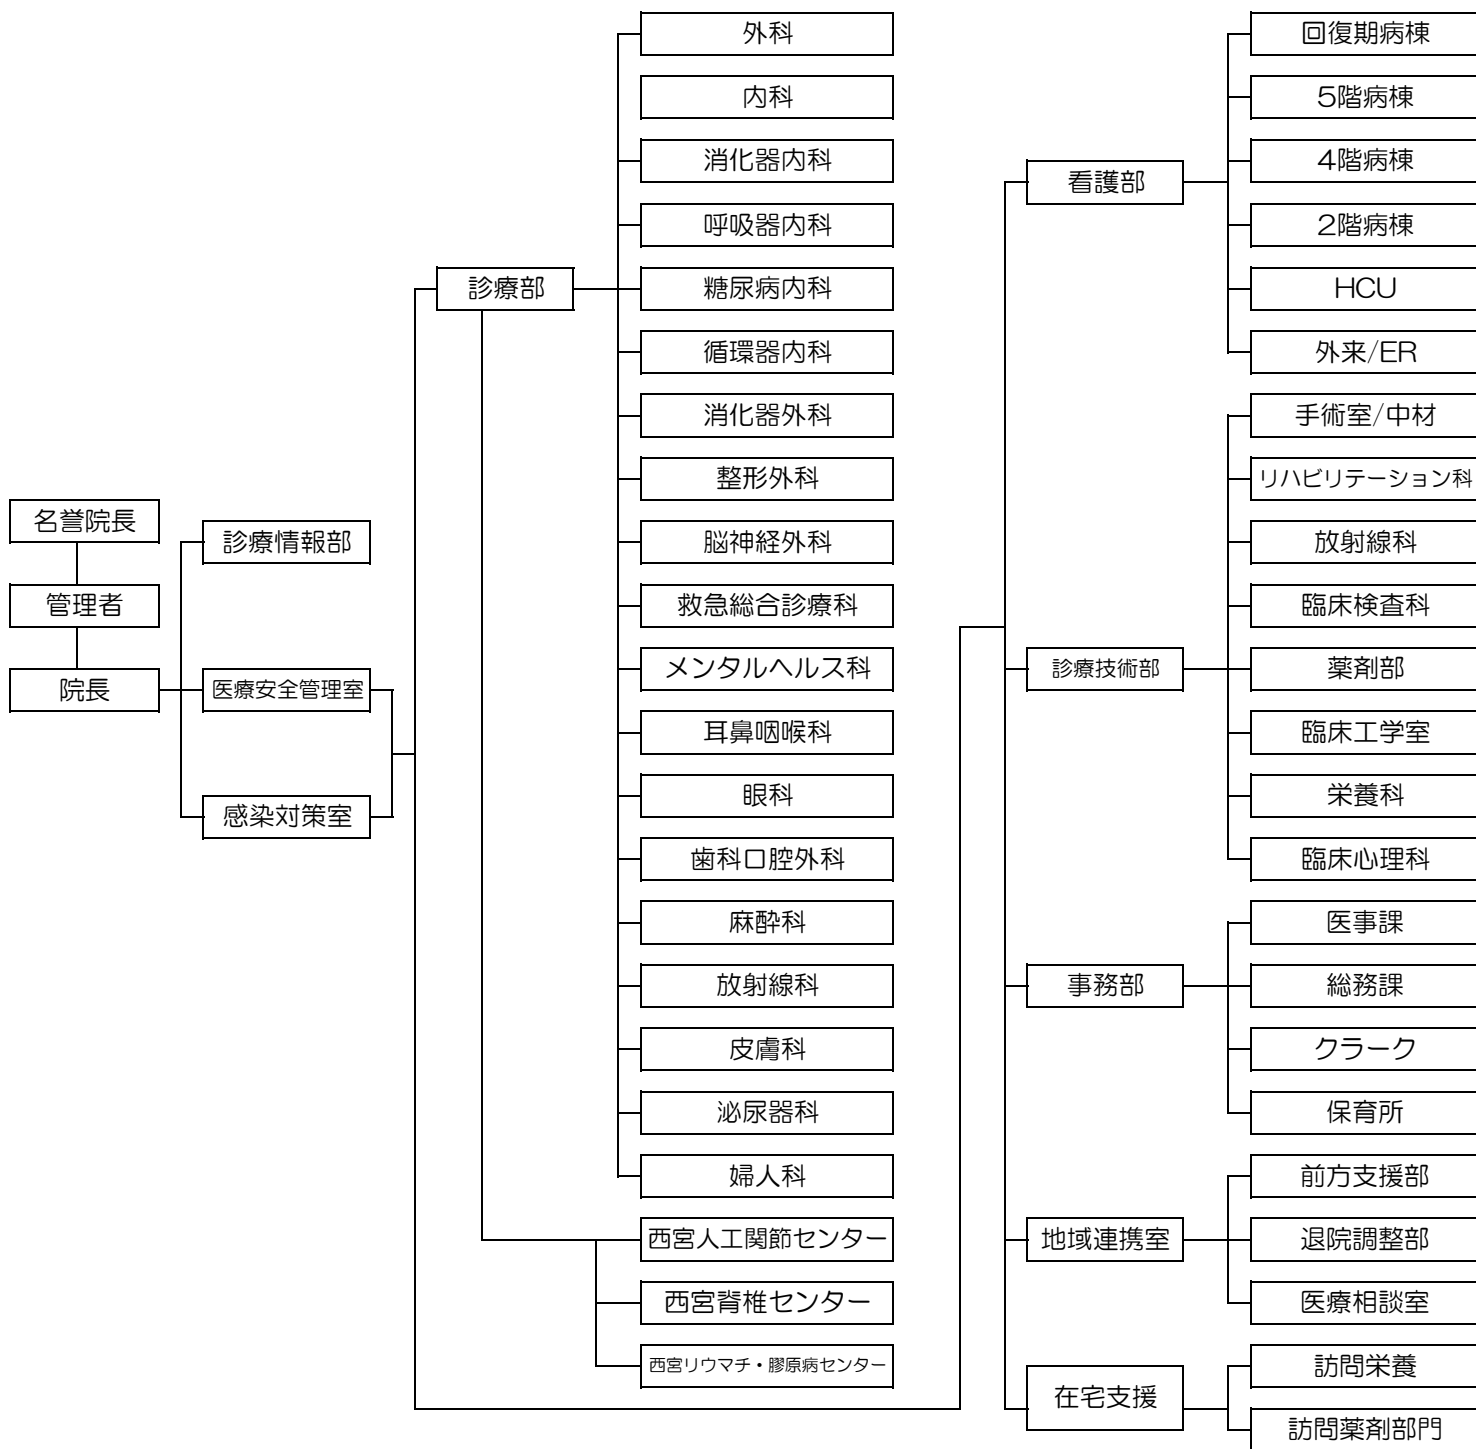 名誉院長
管理者
院長
診療情報部
医療安全管理室
感染対策室
診療部
外科
内科
消化器内科
呼吸器内科
糖尿病内科
循環器内科
消化器外科
整形外科
脳神経外科
救急総合診療科
メンタルヘルス科
耳鼻咽喉科
眼科
歯科口腔外科
麻酔科
放射線科
皮膚科
泌尿器科
婦人科
西宮人工関節センター
西宮脊椎センター
西宮リウマチ・膠原病センター
看護部
回復期病棟
5階病棟
4階病棟
2階病棟
HCU
外来/ER
診療技術部
手術室/中材
リハビリテーション科
放射線科
臨床検査科
薬剤部
臨床工学室
栄養科
臨床心理科
事務部
医事課
総務課
クラーク
保育所
地域連携室
前方支援部
退院調整部
医療相談室
在宅支援
訪問栄養
訪問薬剤部門